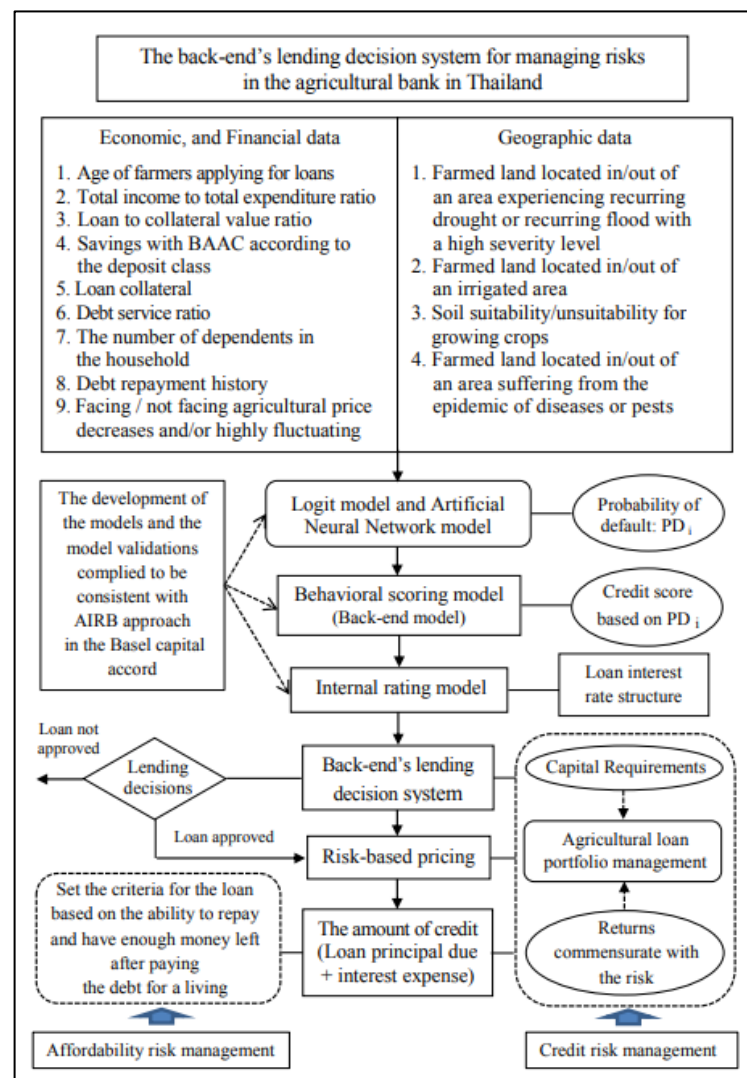 The back-end's lending decision system for managing risks
in the agricultural bank in Thailand
Economic, and Financial data
1. Age of farmers applying for loans
2. Total income to total expenditure ratio
3. Loan to collateral value ratio
4. Savings with BAAC according to
the deposit class
5. Loan collateral
6. Debt service ratio
7. The number of dependents in
the household
8. Debt repayment history
9. Facing / not facing agricultural price
decreases and/or highly fluctuating
Geographic data
1. Farmed land located in/out of
an area experiencing recurring
drought or recurring flood with
a high severity level
2. Farmed land located in/out of
an irrigated area
3. Soil suitability/unsuitability for
growing crops
4. Farmed land located in/out of
an area suffering from the
epidemic of diseases or pests
The development of
the models and the
model validations
complied to be
consistent with
AIRB approach
in the Basel capital
accord
Logit model and Artificial
Neural Network model
Probability of
default: PD i
Behavioral scoring model
(Back-end model)
Credit score
based on PD i
Internal rating model
Loan interest
rate structure
Loan not
approved
Lending
decisions
Back-end's lending
decision system
Capital Requirements
Loan approved
Risk-based pricing
Agricultural loan
portfolio management
Set the criteria for the loan
based on the ability to repay
and have enough money left
after paying
the debt for a living
The amount of credit
(Loan principal due
+ interest expense)
Returns
commensurate with
the risk
Affordability risk management
Credit risk management